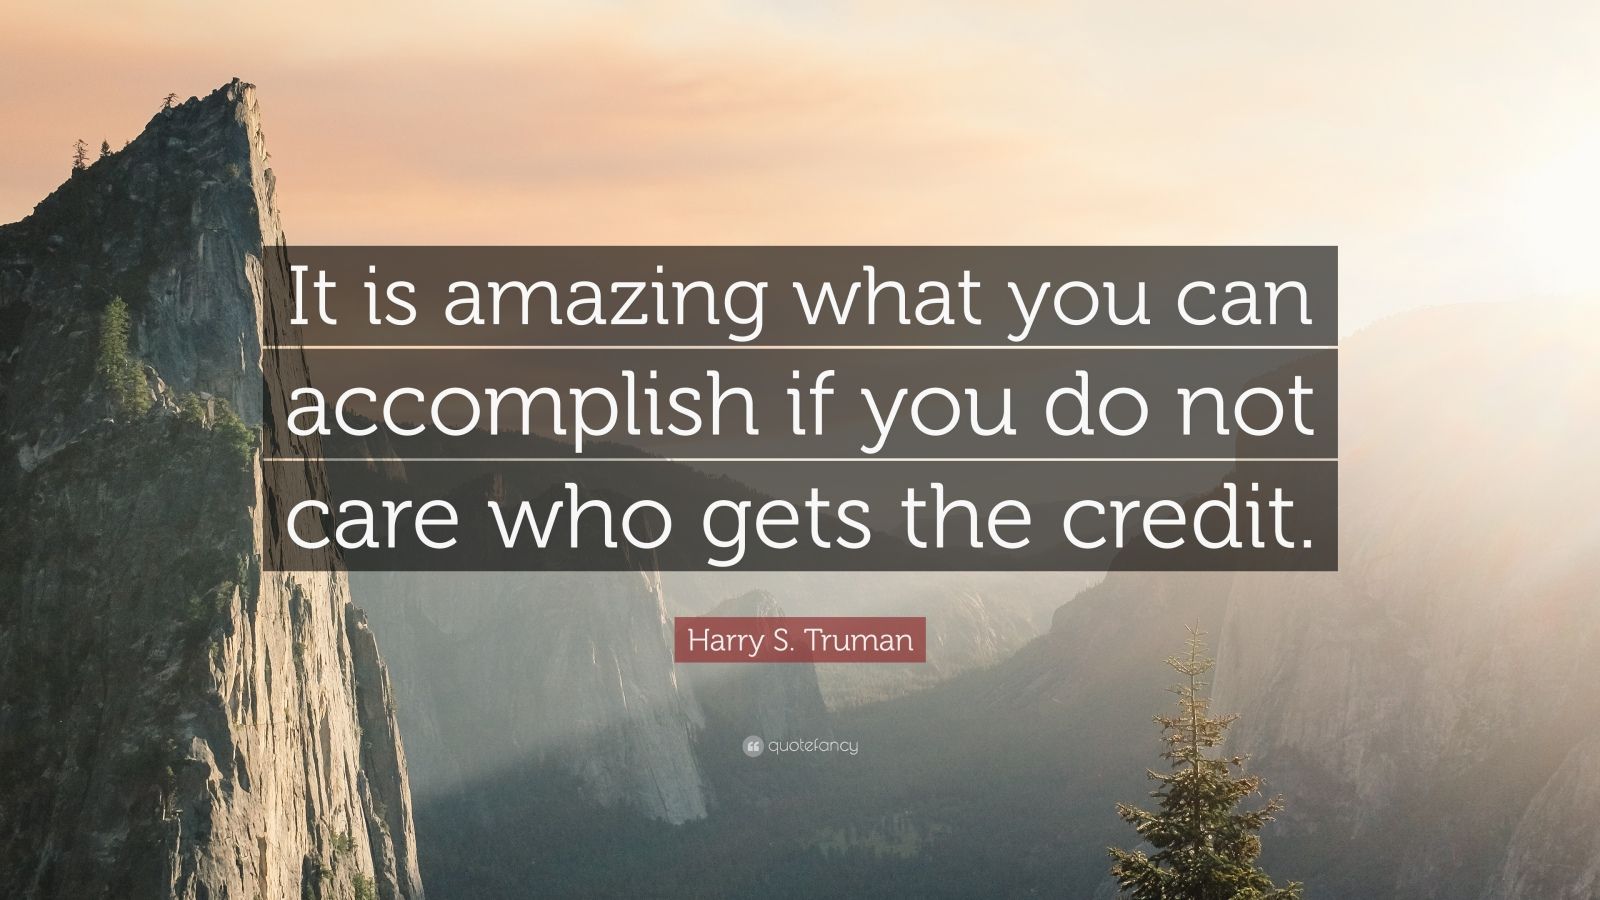 It is amazing what you can
accomplish if you do not
care who gets the credit.
Harry S. Truman
quotefancy